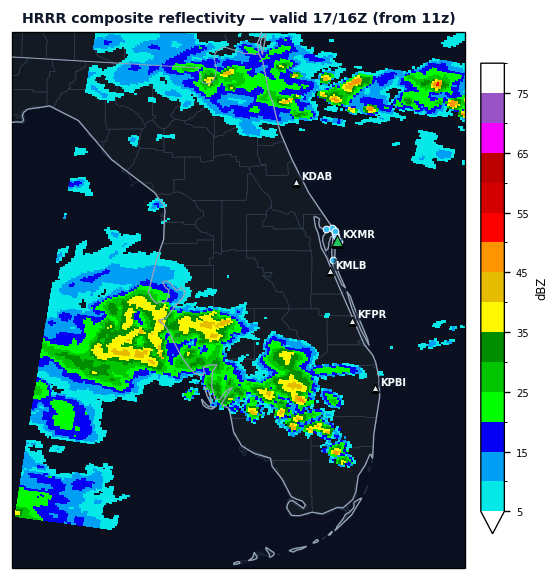 HRRR composite reflectivity — valid 17/16Z (from 11z)
KDAB
KXMR
KMLB
KFPR
KPBI
75
65
55
45
35
25
15
5
dBZ